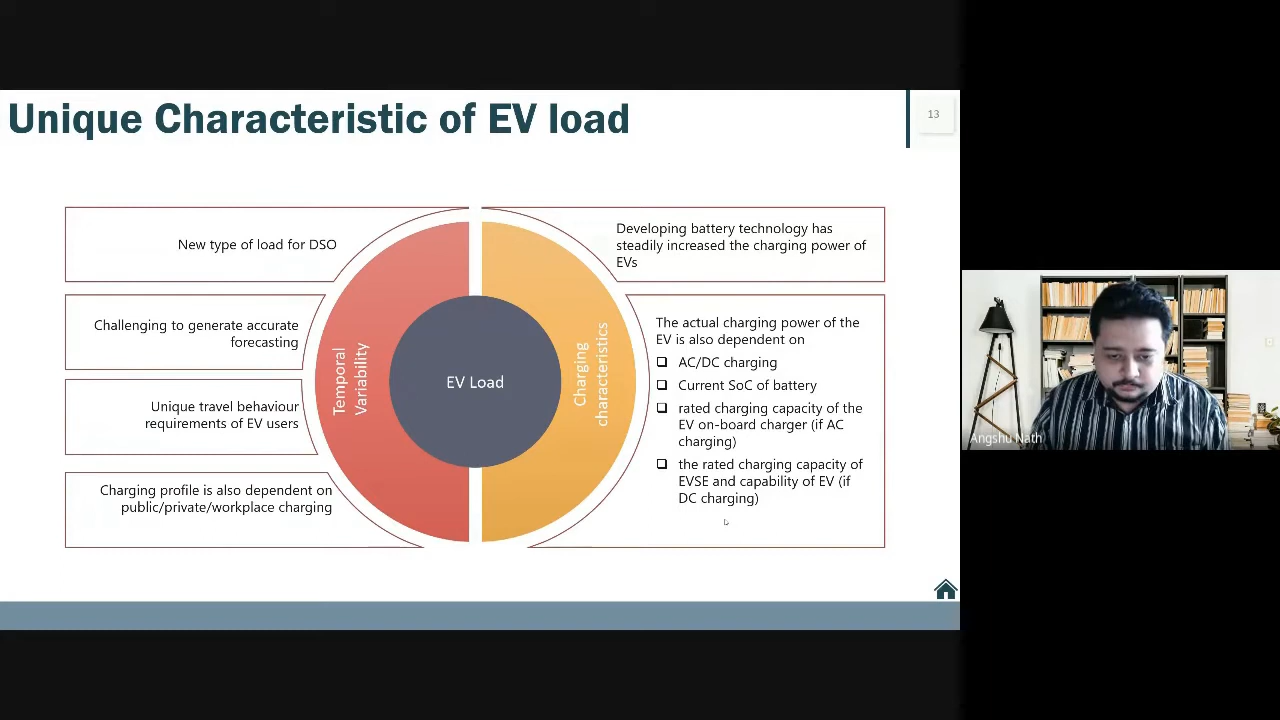 Unique Characteristic of EV load
13
New type of load for DSO
Challenging to generate accurate
forecasting
Unique travel behaviour
requirements of EV users
Charging profile is also dependent on
public/private/workplace charging
Temporal
Variability
EV Load
Charging
characteristics
Developing battery technology has
steadily increased the charging power of
EVs
The actual charging power of the
EV is also dependent on
AC/DC charging
Current SoC of battery
rated charging capacity of the
EV on-board charger (if AC
charging)
the rated charging capacity of
EVSE and capability of EV (if
DC charging)
Angshu Nath